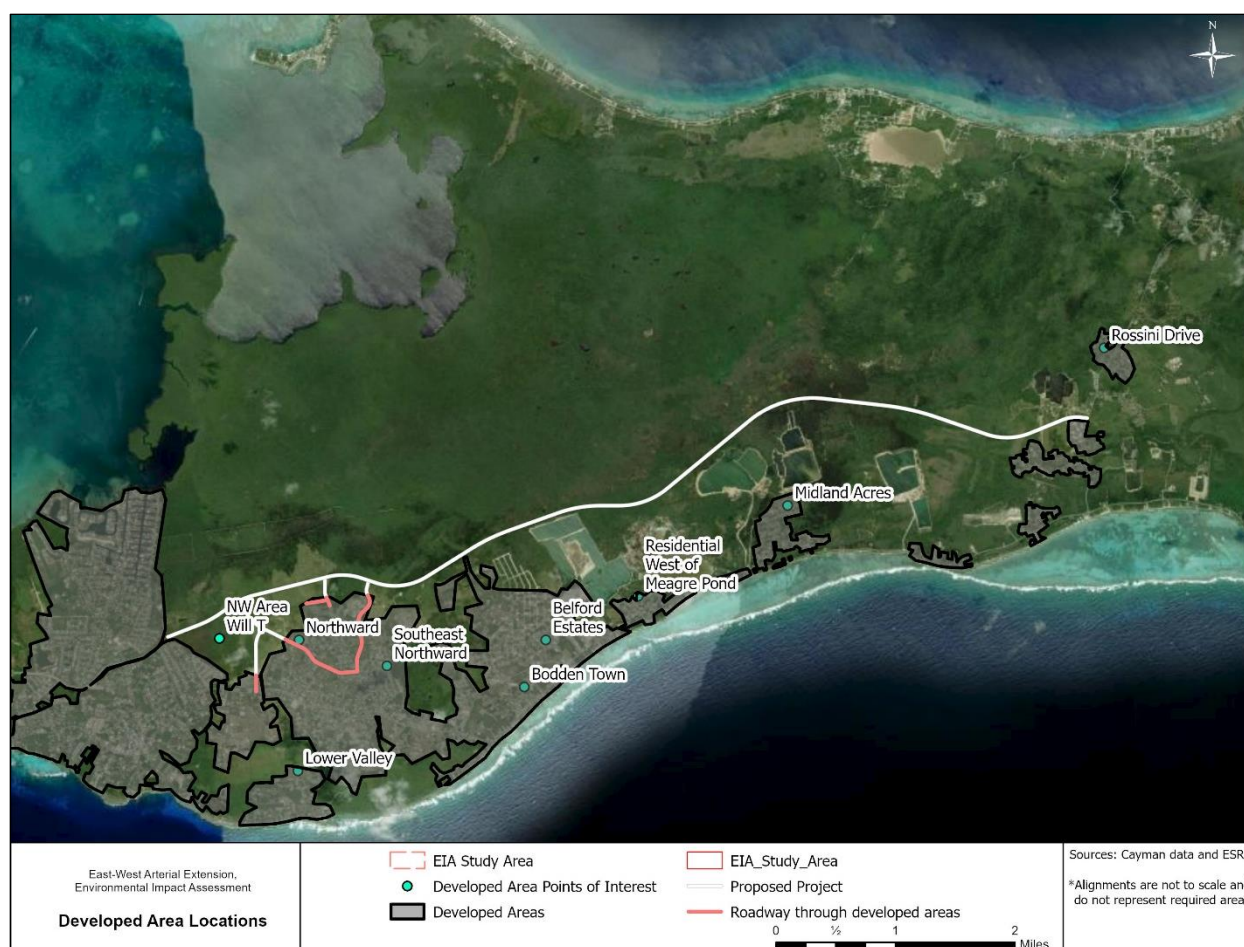 N
Rossini Drive
Midland Acres
Residential
West of
Meagre Pond
NW Area
Will T
Northward
Southeast
Northward
Belford
Estates
Bodden Town
Lower Valley
East-West Arterial Extension,
Environmental Impact Assessment
Developed Area Locations
EIA Study Area
Developed Area Points of Interest
Developed Areas
EIA_Study_Area
Proposed Project
Roadway through developed areas
0 ½ 1 2
Miles
Sources: Cayman data and ESR
*Alignments are not to scale an
do not represent required area